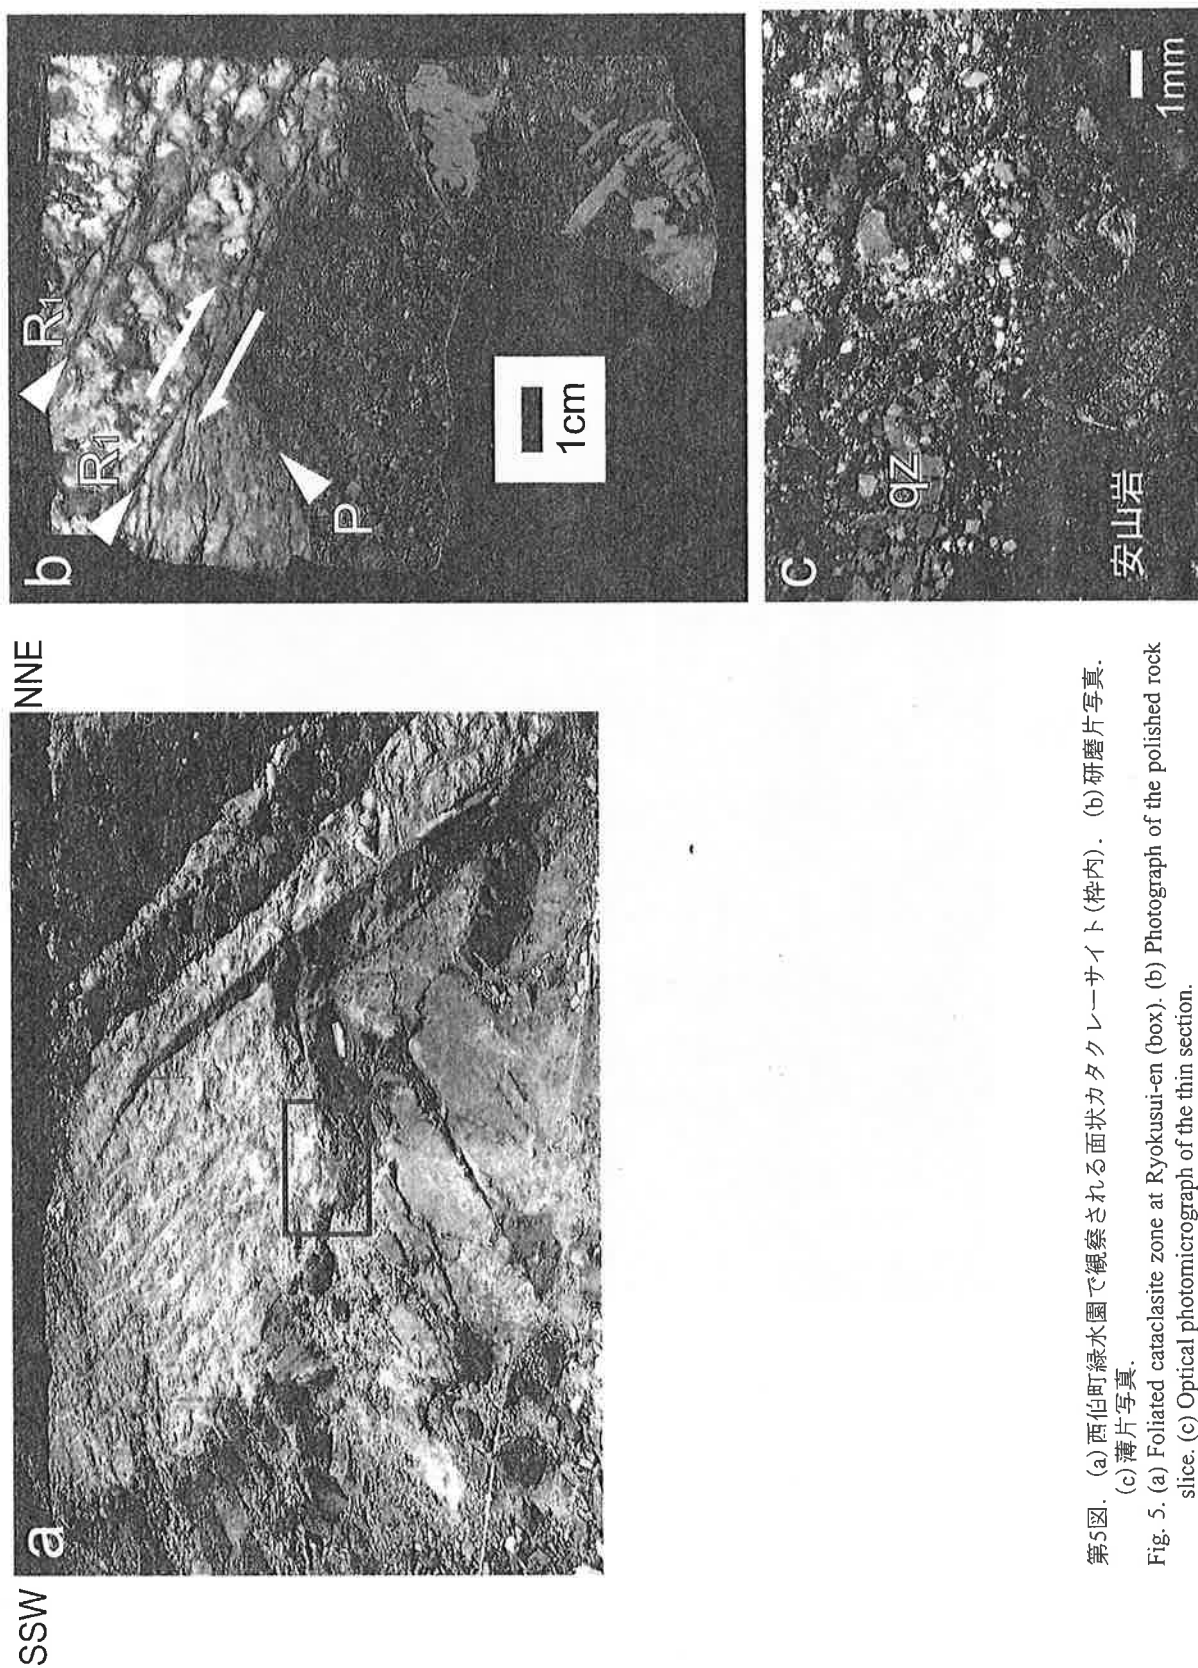 SSW
NNE
a
b
R1
R1
P
1cm
c
qz
安山岩
1mm
第5図. (a)西伯町緑水園で観察される面状カタクレーサイト(枠内). (b)研磨片写真.
(c)薄片写真.
Fig. 5. (a) Foliated cataclasite zone at Ryokusui-en (box). (b) Photograph of the polished rock
slice. (c) Optical photomicrograph of the thin section.